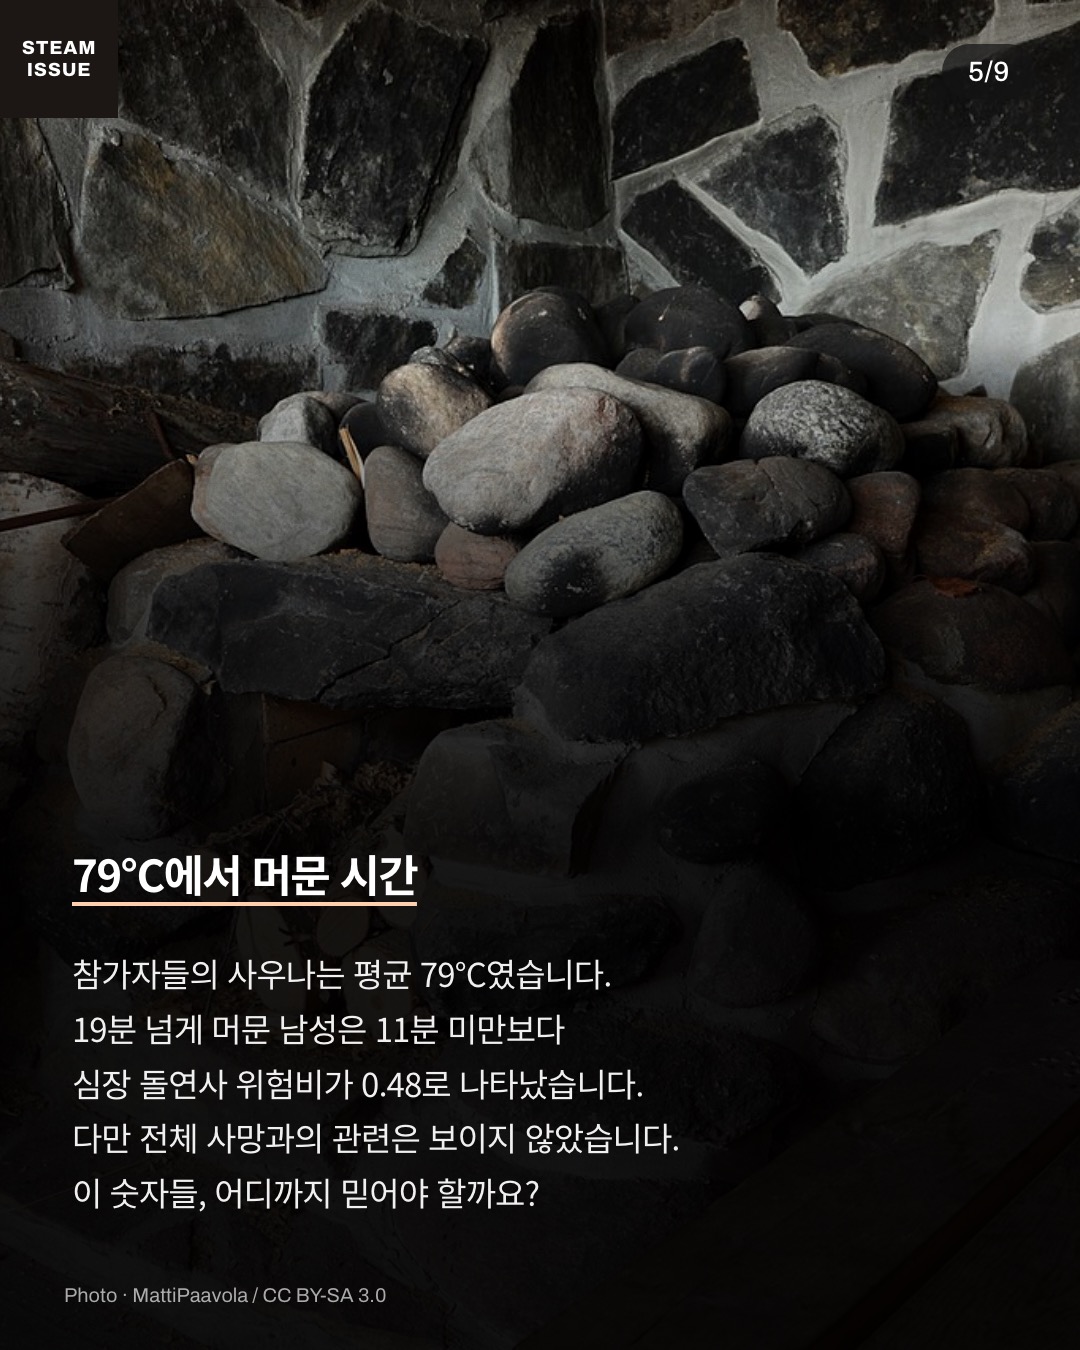 STEAM
ISSUE
5/9
79°C에서 머문 시간
참가자들의 사우나는 평균 79°C였습니다.
19분 넘게 머문 남성은 11분 미만보다
심장 돌연사 위험비가 0.48로 나타났습니다.
다만 전체 사망과의 관련은 보이지 않았습니다.
이 숫자들, 어디까지 믿어야 할까요?
Photo · MattiPaavola / CC BY-SA 3.0